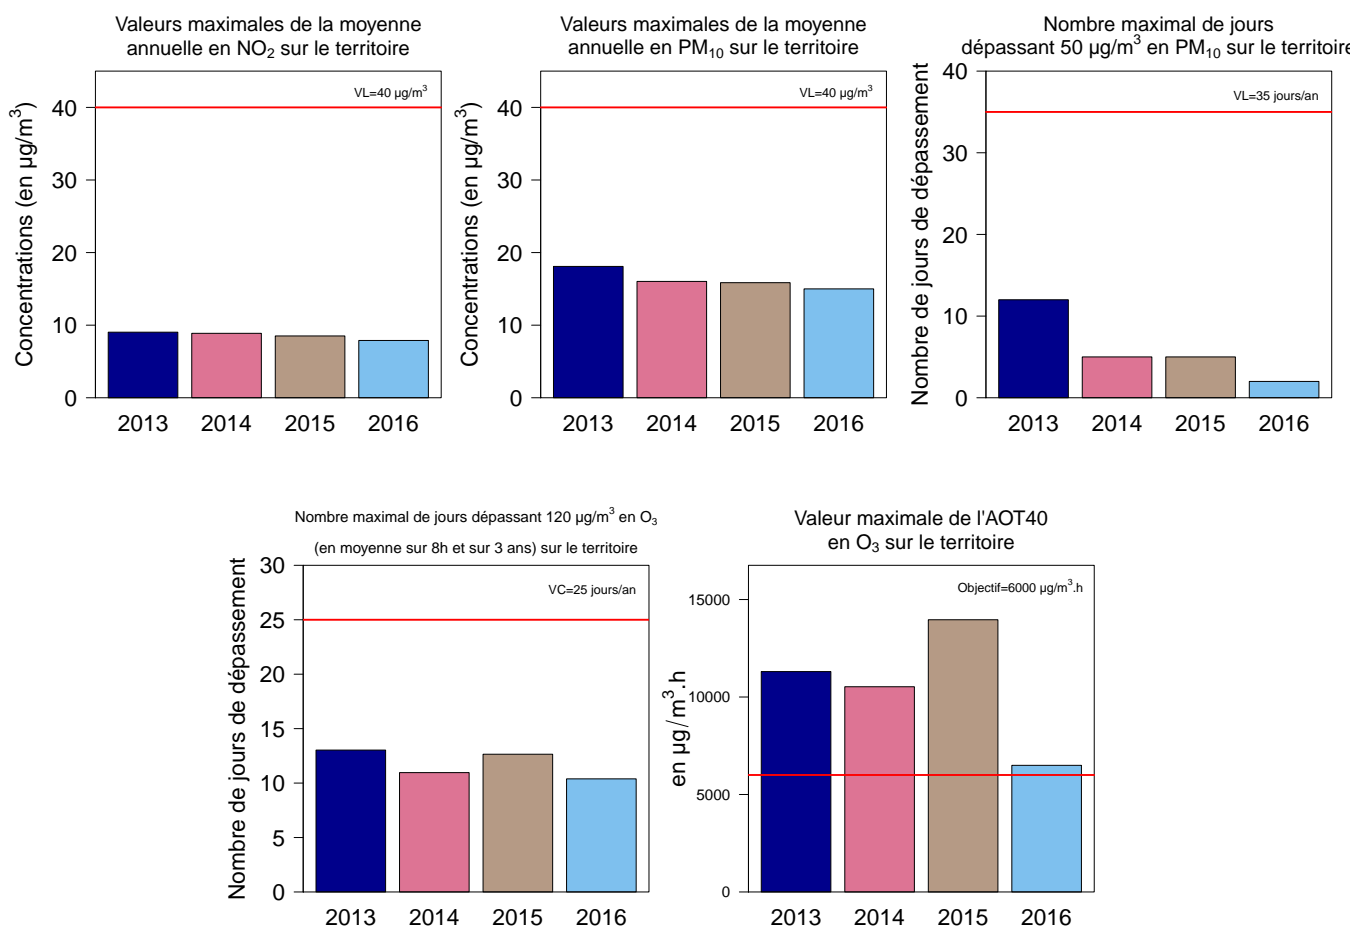 Valeurs maximales de la moyenne
annuelle en NO₂ sur le territoire
VL=40 µg/m³
Concentrations (en µg/m³)
40
30
20
10
0
2013 2014 2015 2016
Valeurs maximales de la moyenne
annuelle en PM₁₀ sur le territoire
VL=40 µg/m³
Concentrations (en µg/m³)
40
30
20
10
0
2013 2014 2015 2016
Nombre maximal de jours
dépassant 50 µg/m³ en PM₁₀ sur le territoire
VL=35 jours/an
Nombre de jours de dépassement
40
30
20
10
0
2013 2014 2015 2016
Nombre maximal de jours dépassant 120 µg/m³ en O₃
(en moyenne sur 8h et sur 3 ans) sur le territoire
VC=25 jours/an
Nombre de jours de dépassement
30
25
20
15
10
5
0
2013 2014 2015 2016
Valeur maximale de l'AOT40
en O₃ sur le territoire
Objectif=6000 µg/m³.h
en µg/m³.h
15000
10000
5000
0
2013 2014 2015 2016